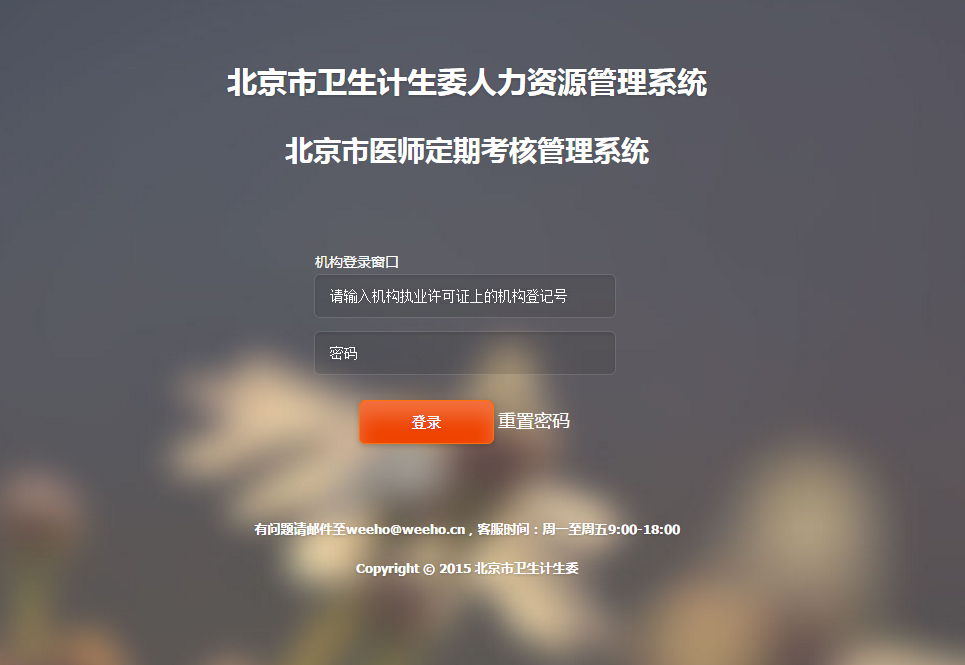 北京市卫生计生委人力资源管理系统
北京市医师定期考核管理系统
机构登录窗口
请输入机构执业许可证上的机构登记号
密码
登录 重置密码
有问题请邮件至weeho@weeho.cn，客服时间：周一至周五9:00-18:00
Copyright © 2015 北京市卫生计生委